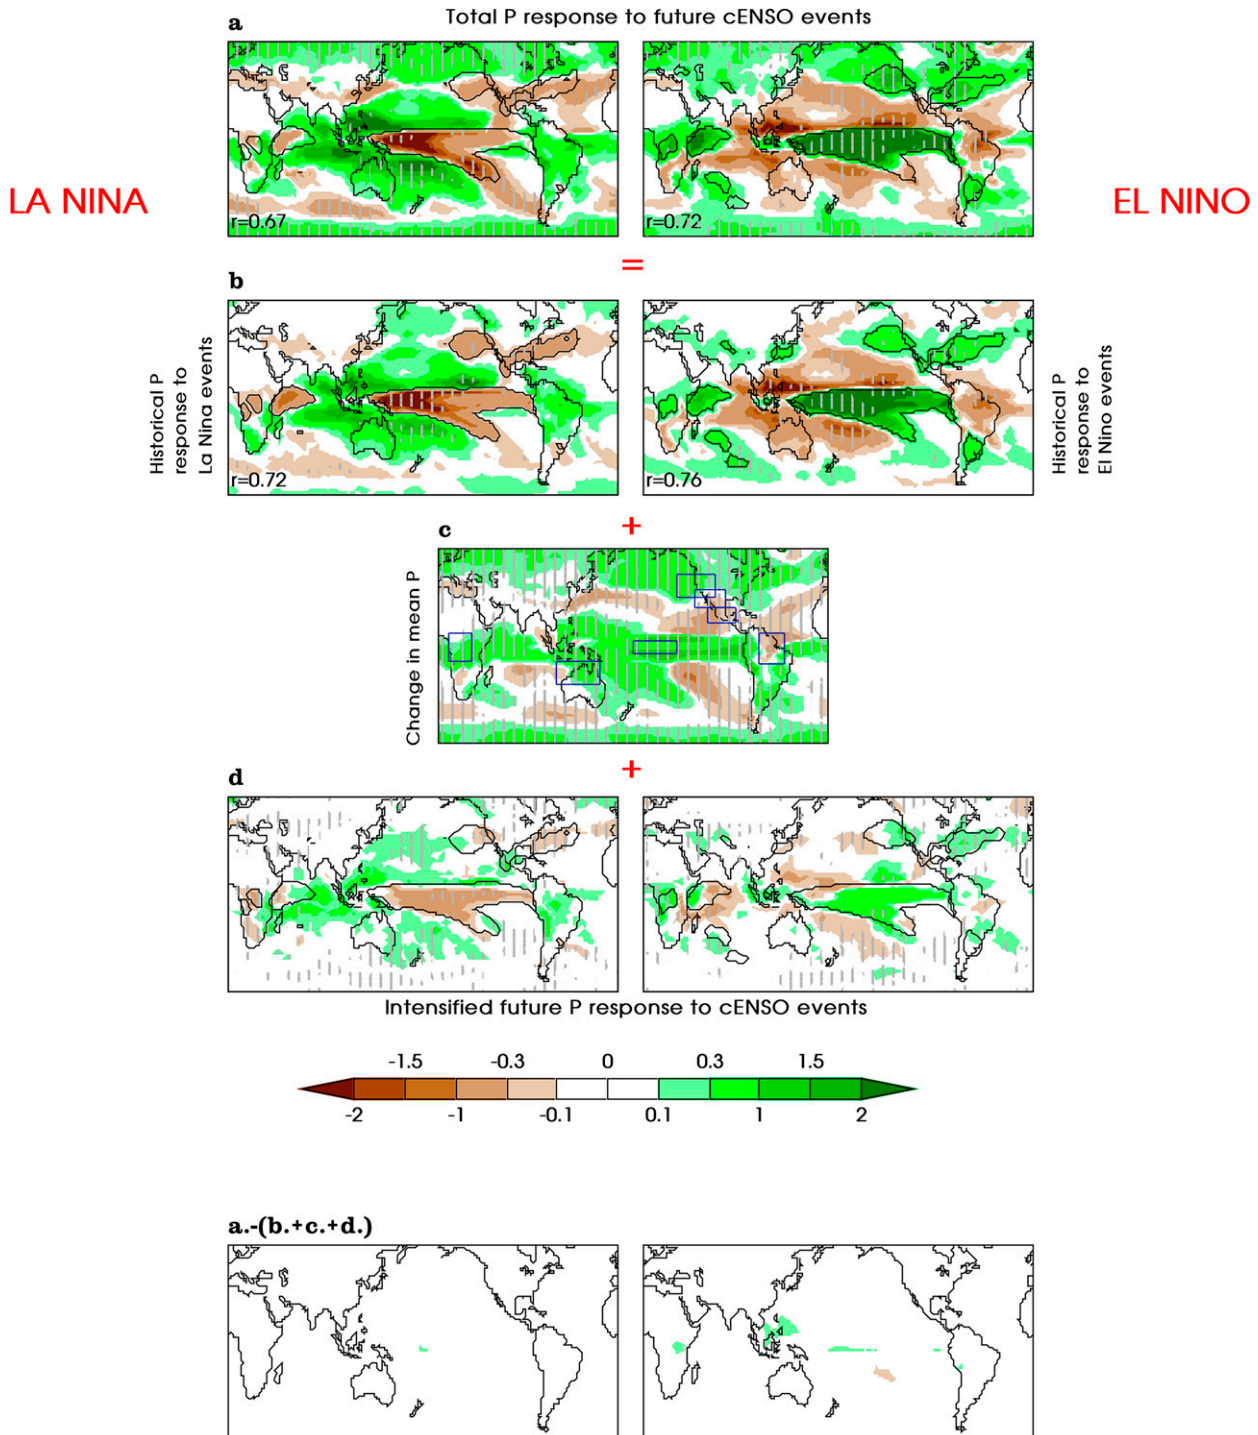 Total P response to future cENSO events
a
LA NINA
EL NINO
r=0.67
r=0.72
=
b
Historical P
response to
La Nina events
Historical P
response to
El Nino events
r=0.72
r=0.76
+
c
Change in mean P
+
d
Intensified future P response to cENSO events
-1.5 -0.3 0 0.3 1.5
-2 -1 -0.1 0.1 1 2
a.-(b.+c.+d.)